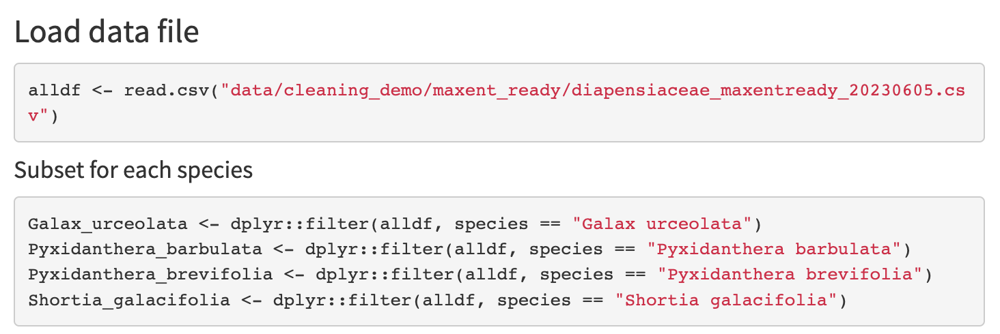 Load data file
alldf <- read.csv("data/cleaning_demo/maxent_ready/diapensiaceae_maxentready_20230605.cs
v")
Subset for each species
Galax_urceolata <- dplyr::filter(alldf, species == "Galax urceolata")
Pyxidanthera_barbulata <- dplyr::filter(alldf, species == "Pyxidanthera barbulata")
Pyxidanthera_brevifolia <- dplyr::filter(alldf, species == "Pyxidanthera brevifolia")
Shortia_galacifolia <- dplyr::filter(alldf, species == "Shortia galacifolia")